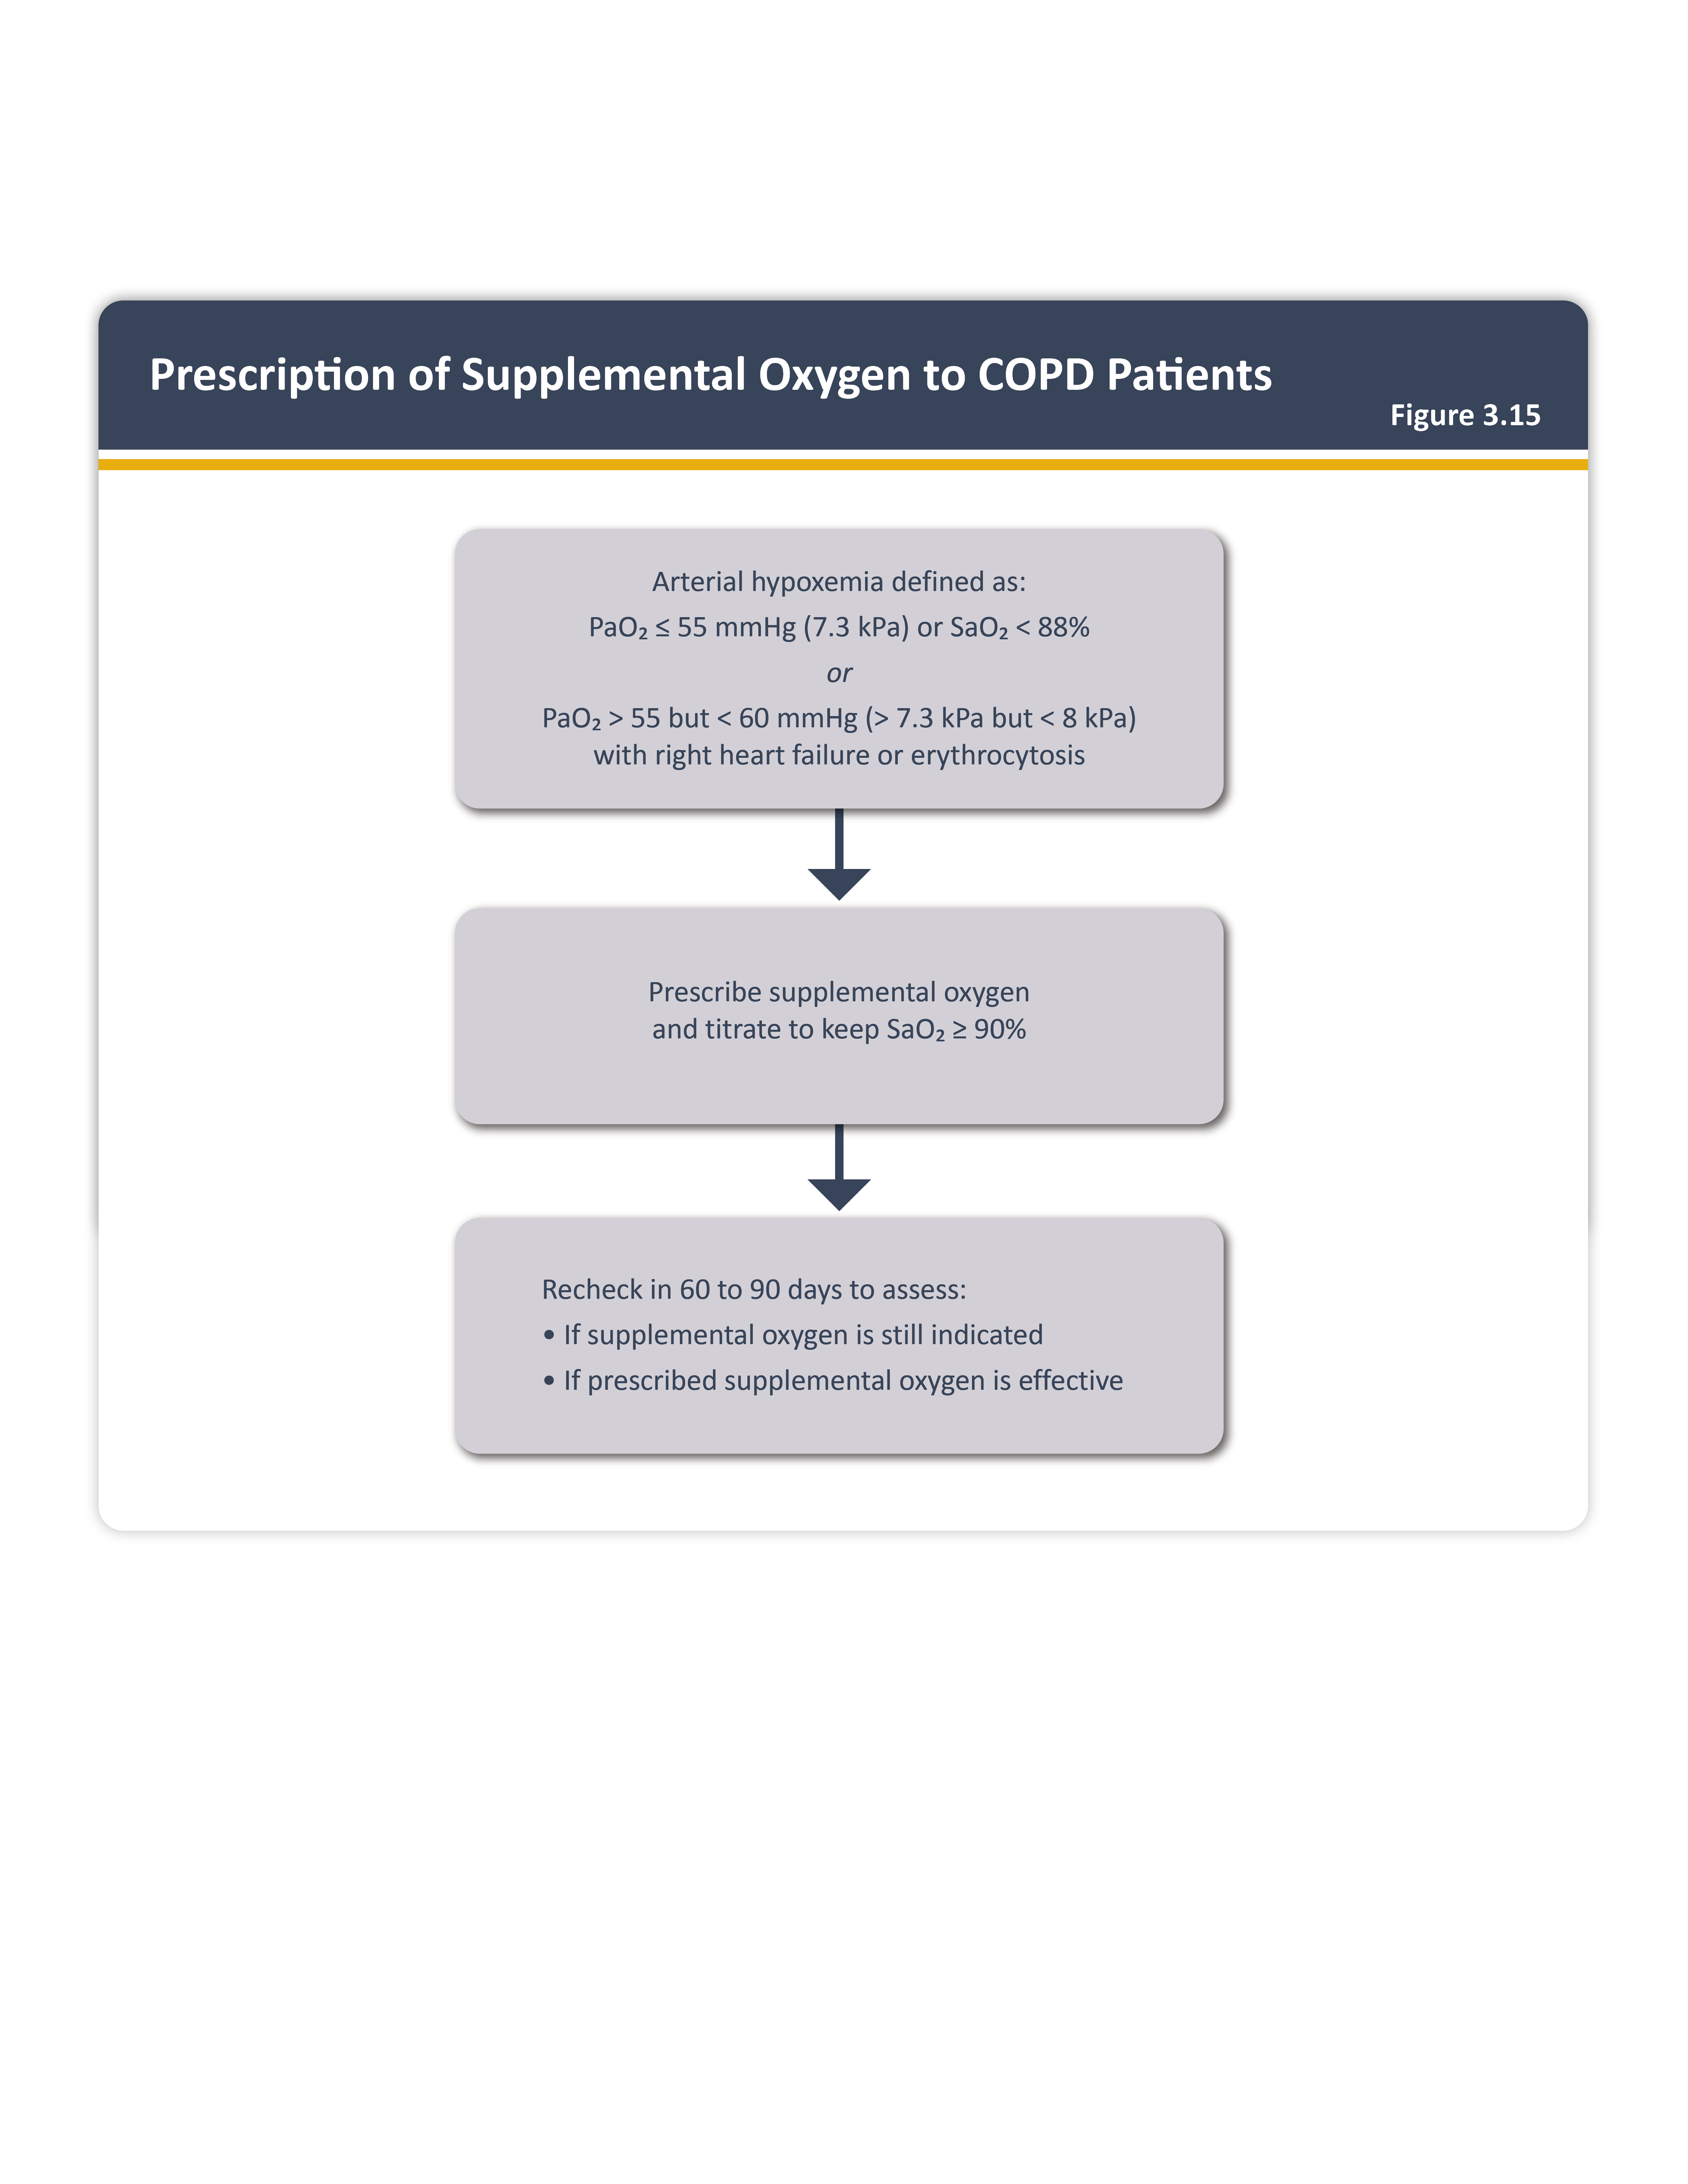 Prescription of Supplemental Oxygen to COPD Patients
Figure 3.15
Arterial hypoxemia defined as:
PaO₂ ≤ 55 mmHg (7.3 kPa) or SaO₂ < 88%
or
PaO₂ > 55 but < 60 mmHg (> 7.3 kPa but < 8 kPa)
with right heart failure or erythrocytosis
Prescribe supplemental oxygen
and titrate to keep SaO₂ ≥ 90%
Recheck in 60 to 90 days to assess:
• If supplemental oxygen is still indicated
• If prescribed supplemental oxygen is effective